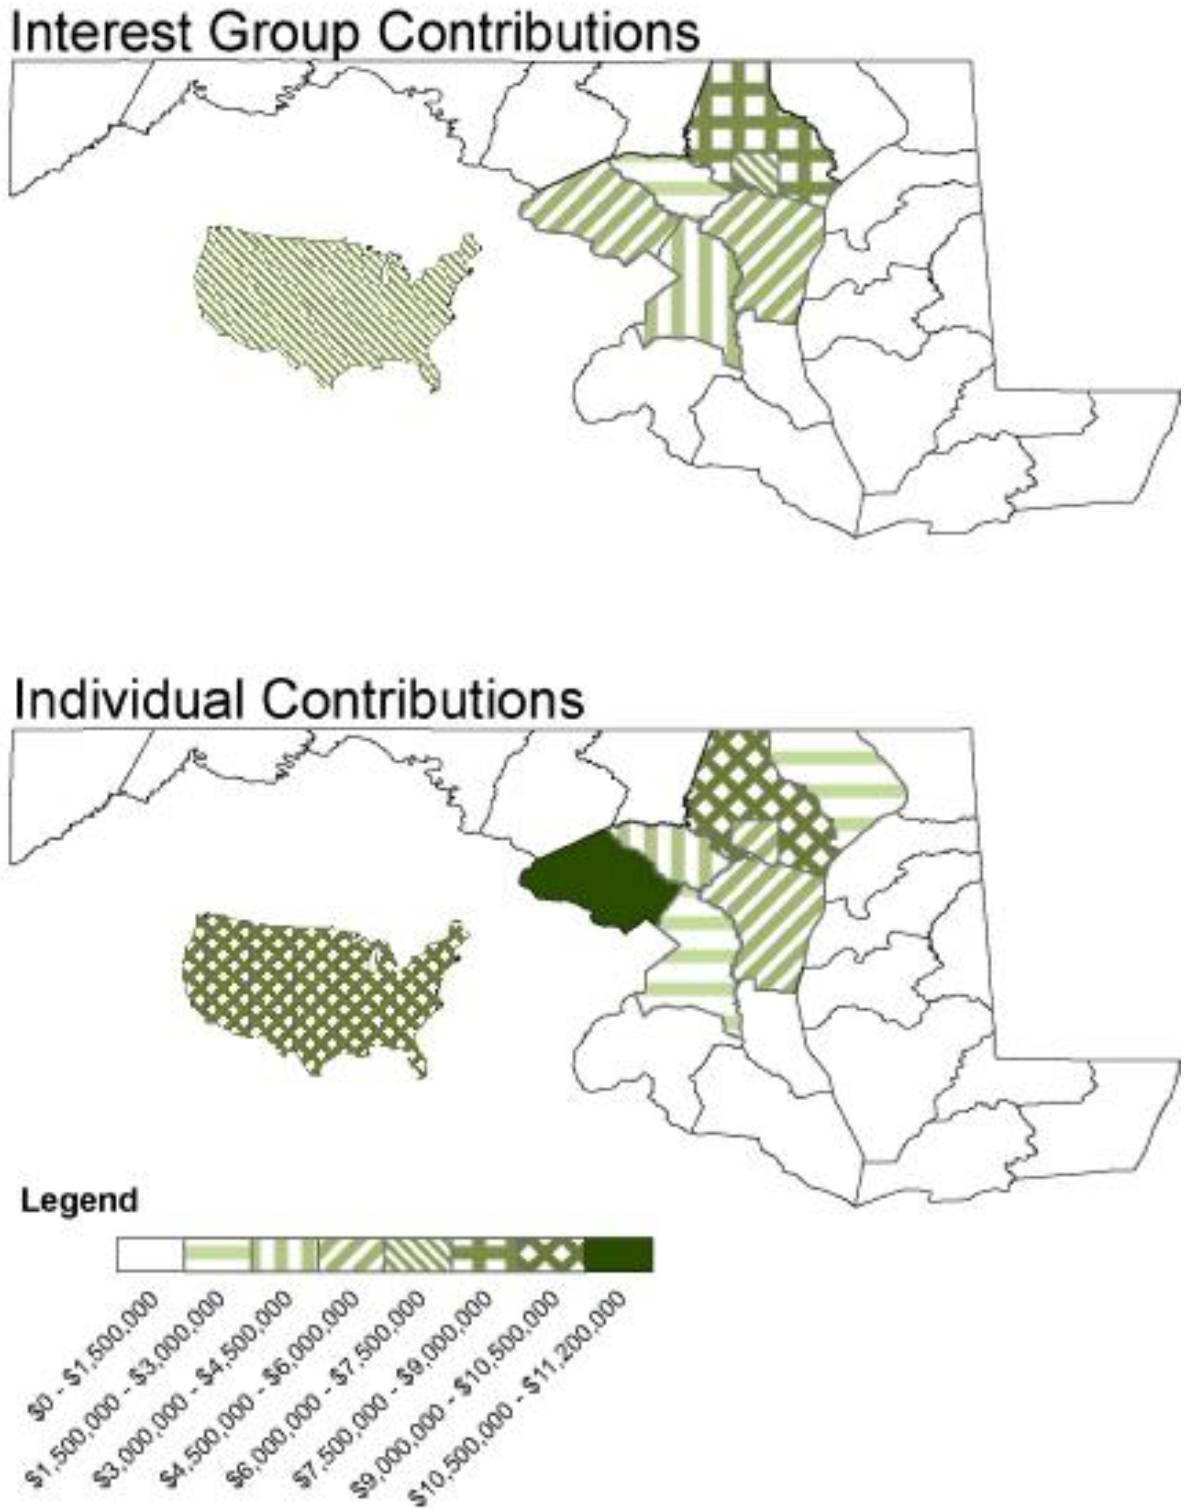 Interest Group Contributions
Individual Contributions
Legend
$0 - $1,500,000
$1,500,000 - $3,000,000
$3,000,000 - $4,500,000
$4,500,000 - $6,000,000
$6,000,000 - $7,500,000
$7,500,000 - $9,000,000
$9,000,000 - $10,500,000
$10,500,000 - $11,200,000